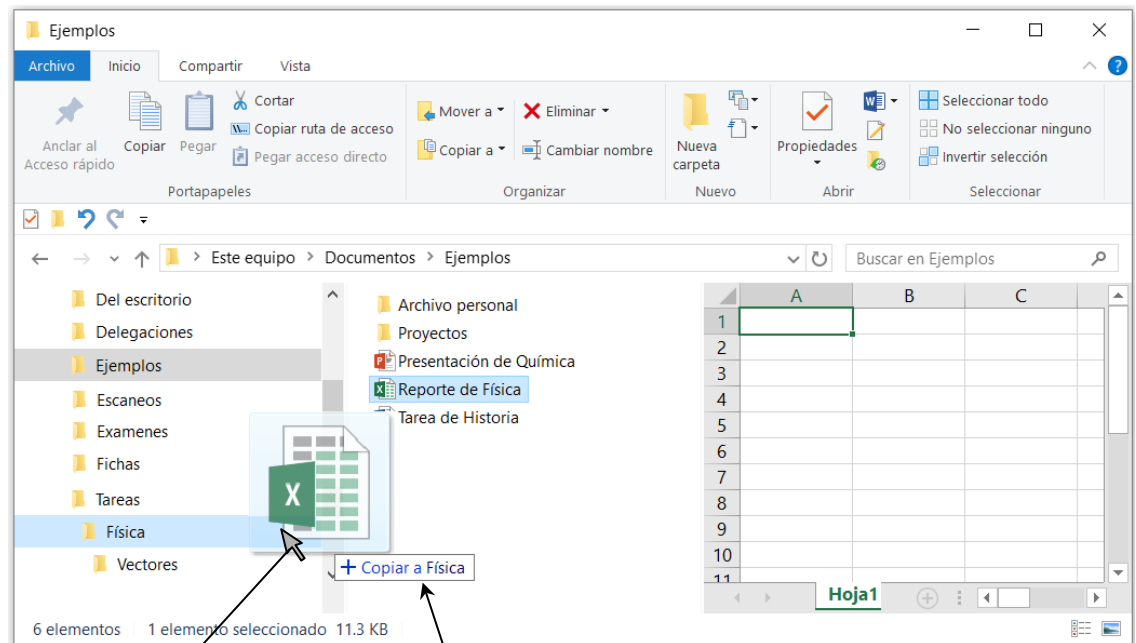 Ejemplos
Archivo Inicio Compartir Vista
Anclar al Acceso rápido
Copiar
Pegar
Cortar
Copiar ruta de acceso
Pegar acceso directo
Portapapeles
Mover a
Copiar a
Eliminar
Cambiar nombre
Organizar
Nueva carpeta
Nuevo
Propiedades
Abrir
Seleccionar todo
No seleccionar ninguno
Invertir selección
Seleccionar
Este equipo > Documentos > Ejemplos
Buscar en Ejemplos
Del escritorio
Delegaciones
Ejemplos
Escaneos
Examenes
Fichas
Tareas
Física
Vectores
Archivo personal
Proyectos
Presentación de Química
Reporte de Física
Tarea de Historia
X
+ Copiar a Física
A B C
1
2
3
4
5
6
7
8
9
10
11
Hoja1
6 elementos 1 elemento seleccionado 11.3 KB